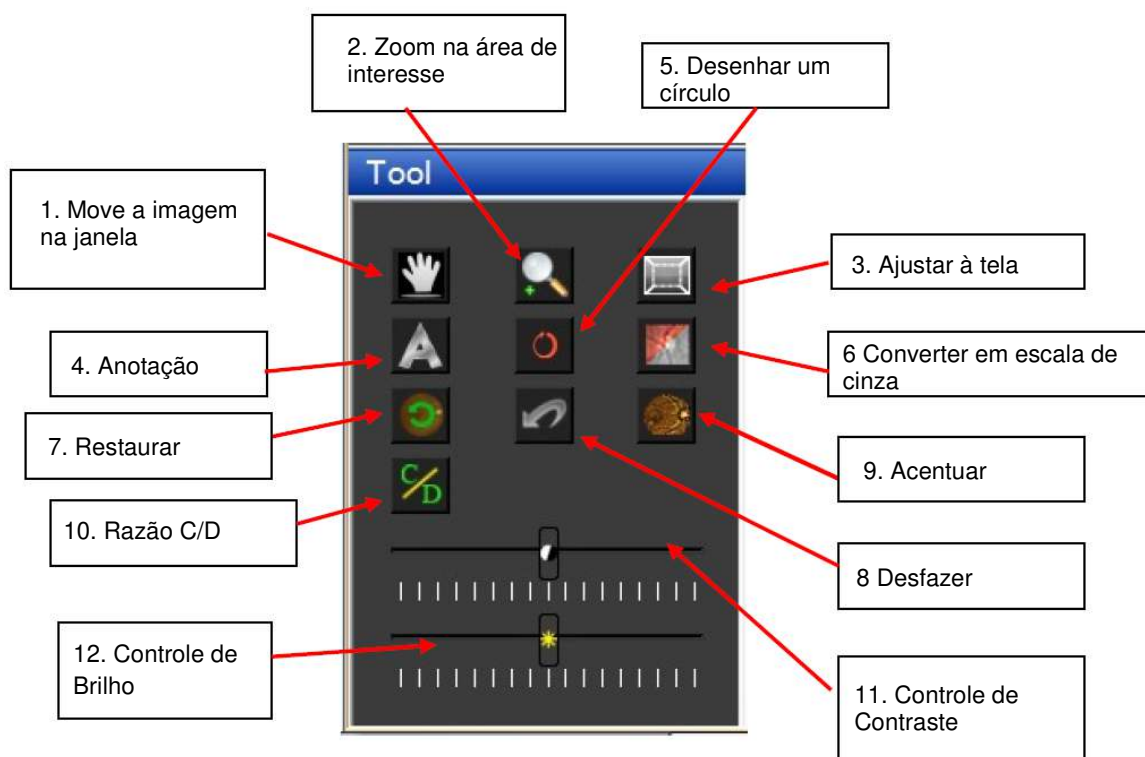 2. Zoom na área de
interesse
5. Desenhar um
círculo
Tool
1. Move a imagem
na janela
3. Ajustar à tela
4. Anotação
6 Converter em escala de
cinza
7. Restaurar
9. Acentuar
C/D
10. Razão C/D
8 Desfazer
12. Controle de
Brilho
11. Controle de
Contraste